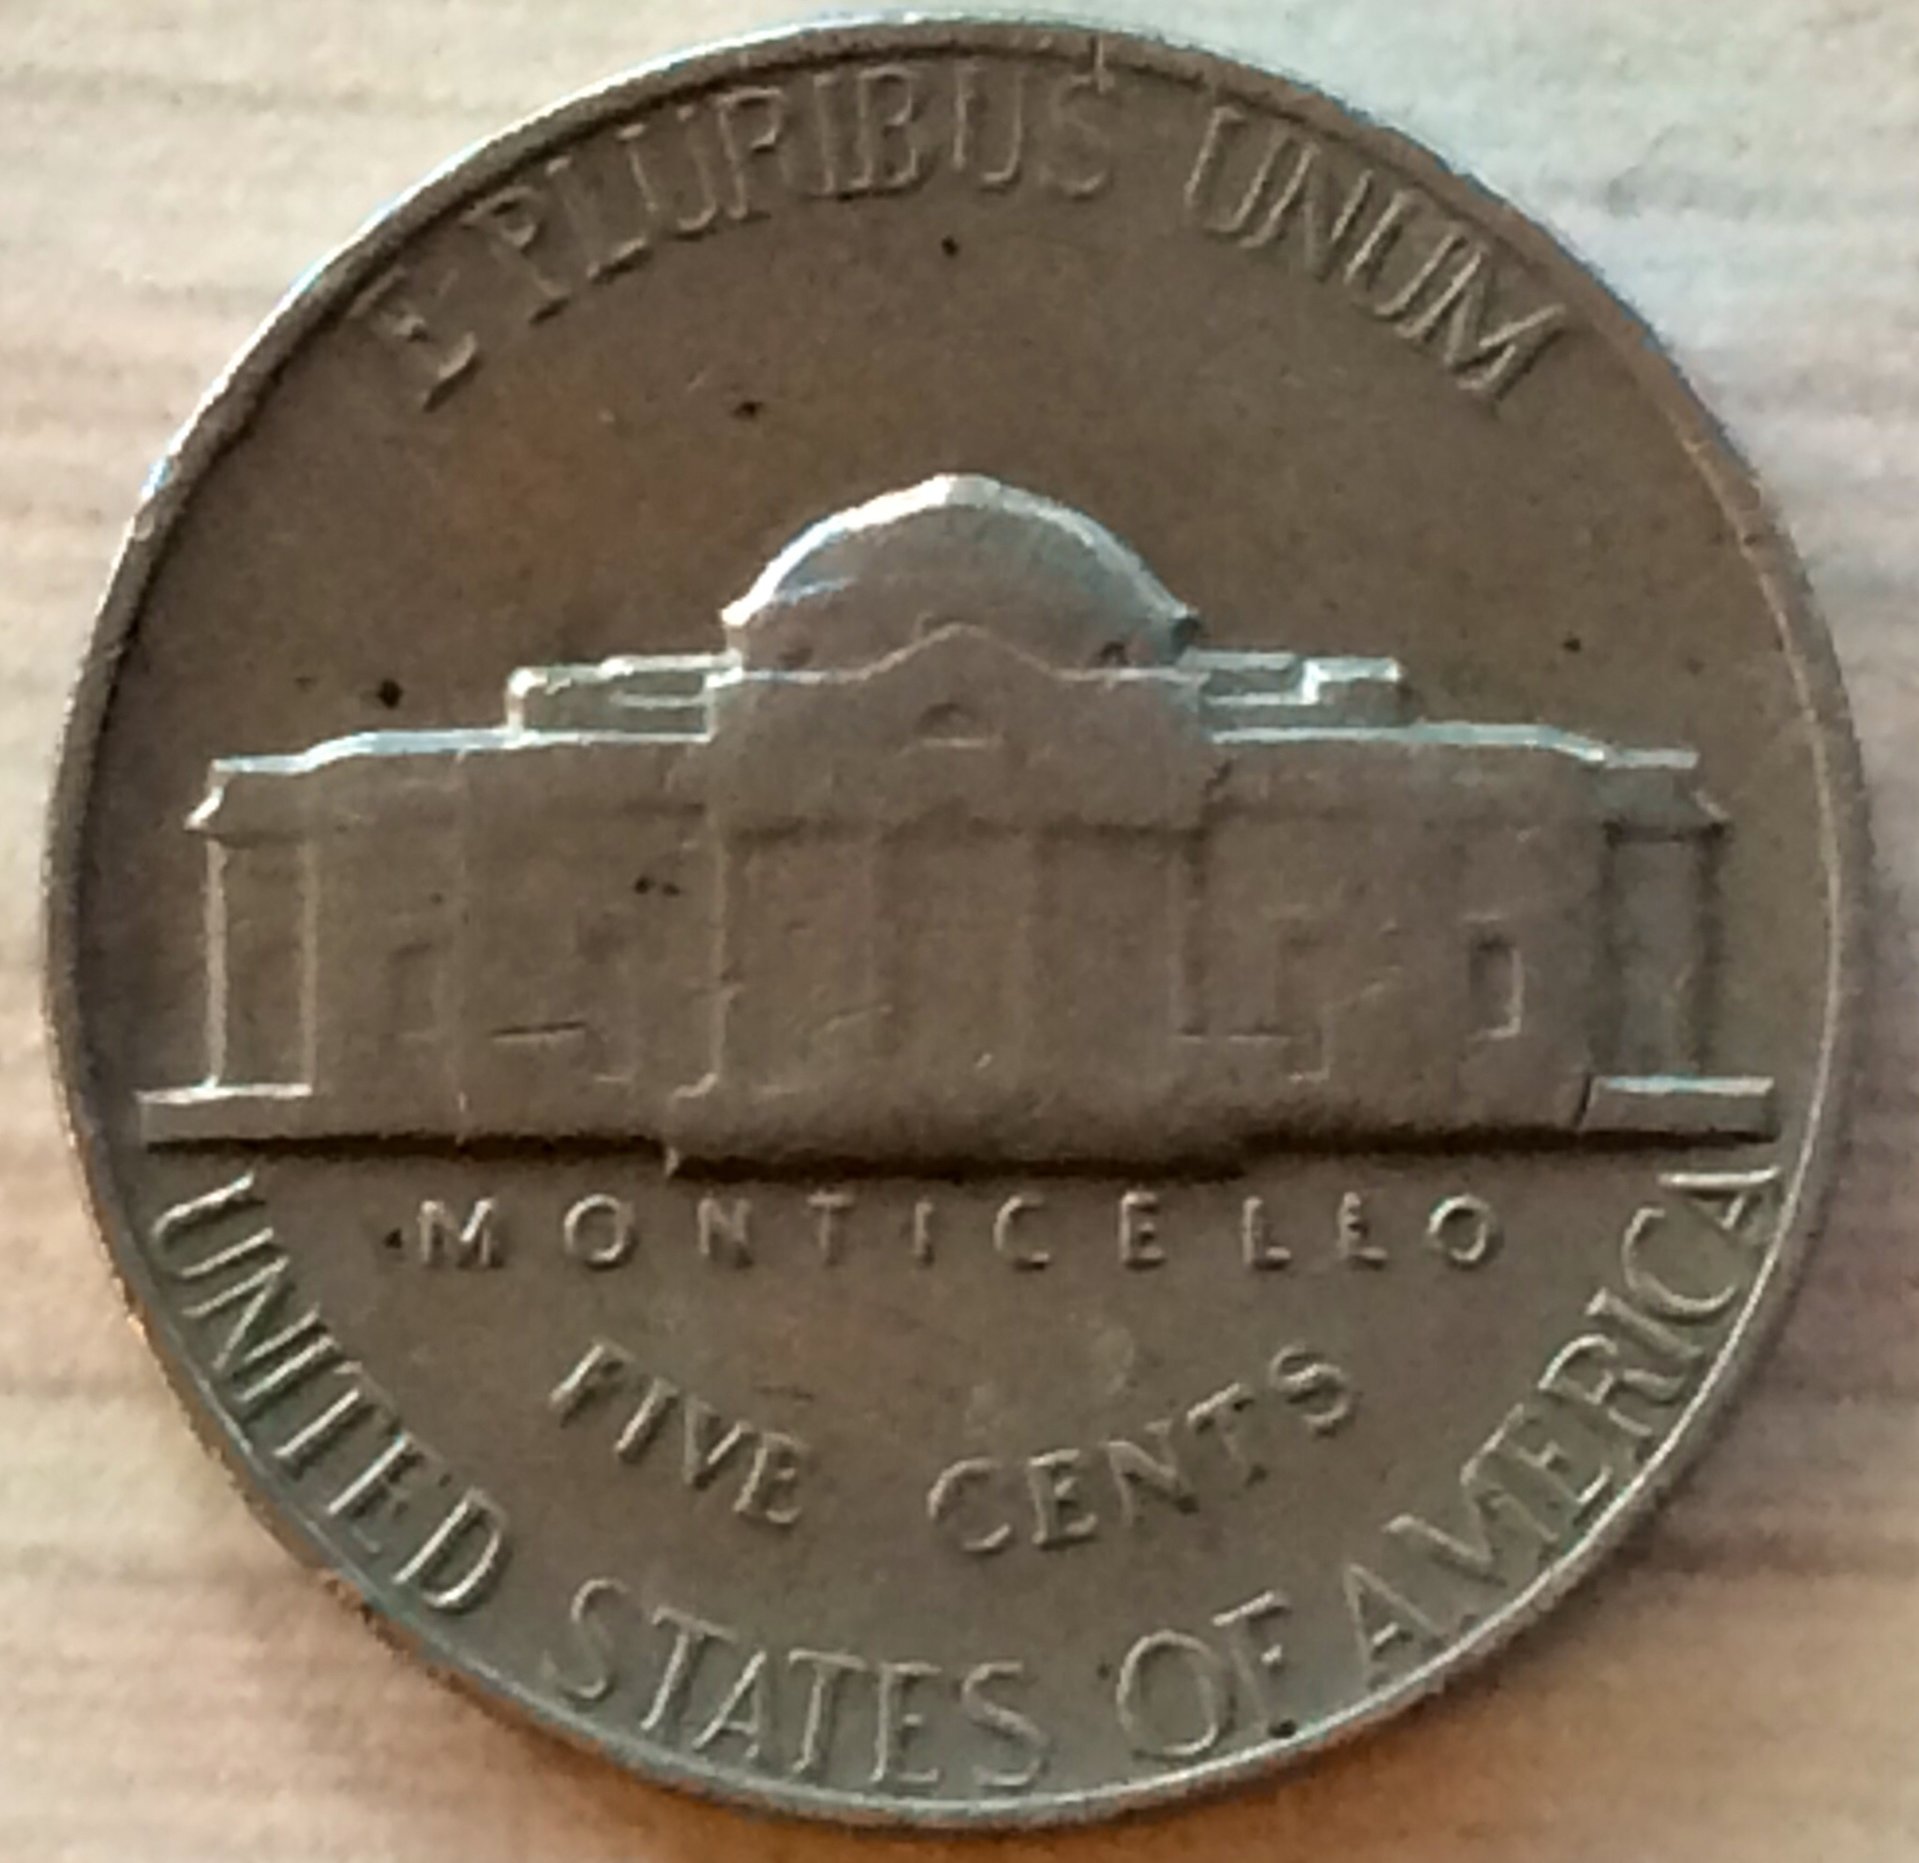 E PLURIBUS UNUM
MONTICELLO
FIVE CENTS
UNITED STATES OF AMERICA